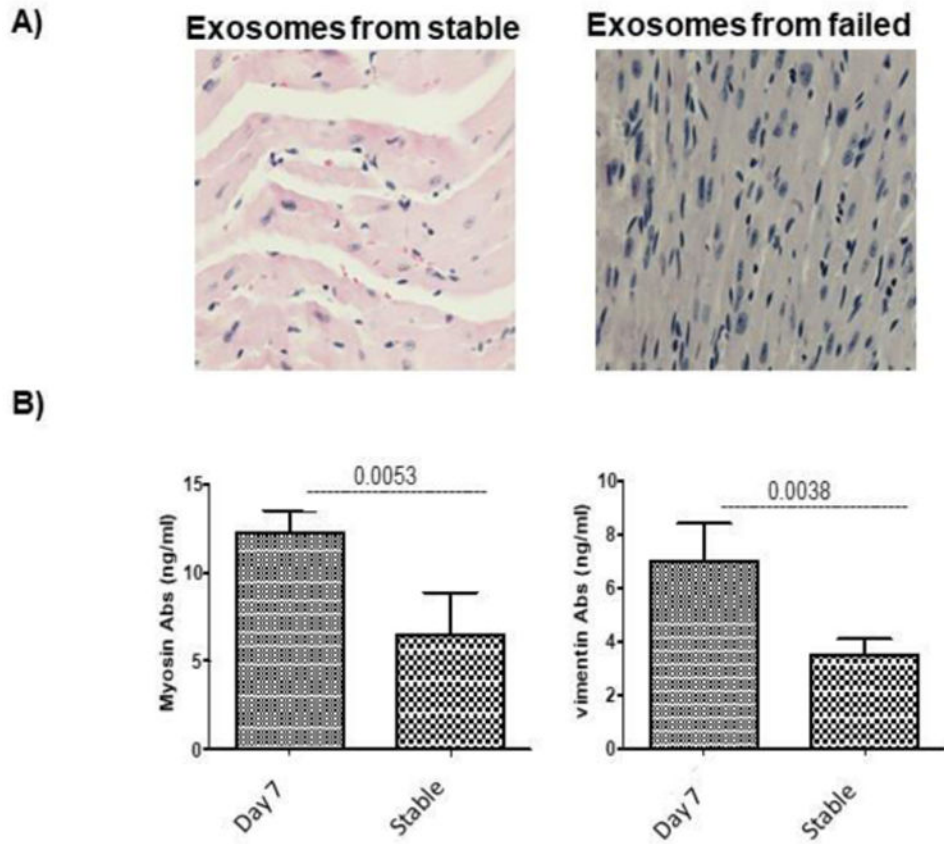 A)
Exosomes from stable
Exosomes from failed
B)
Myosin Abs (ng/ml)
15
10
5
0
0.0053
Day 7
Stable
vimentin Abs (ng/ml)
10
8
6
4
2
0
0.0038
Day 7
Stable